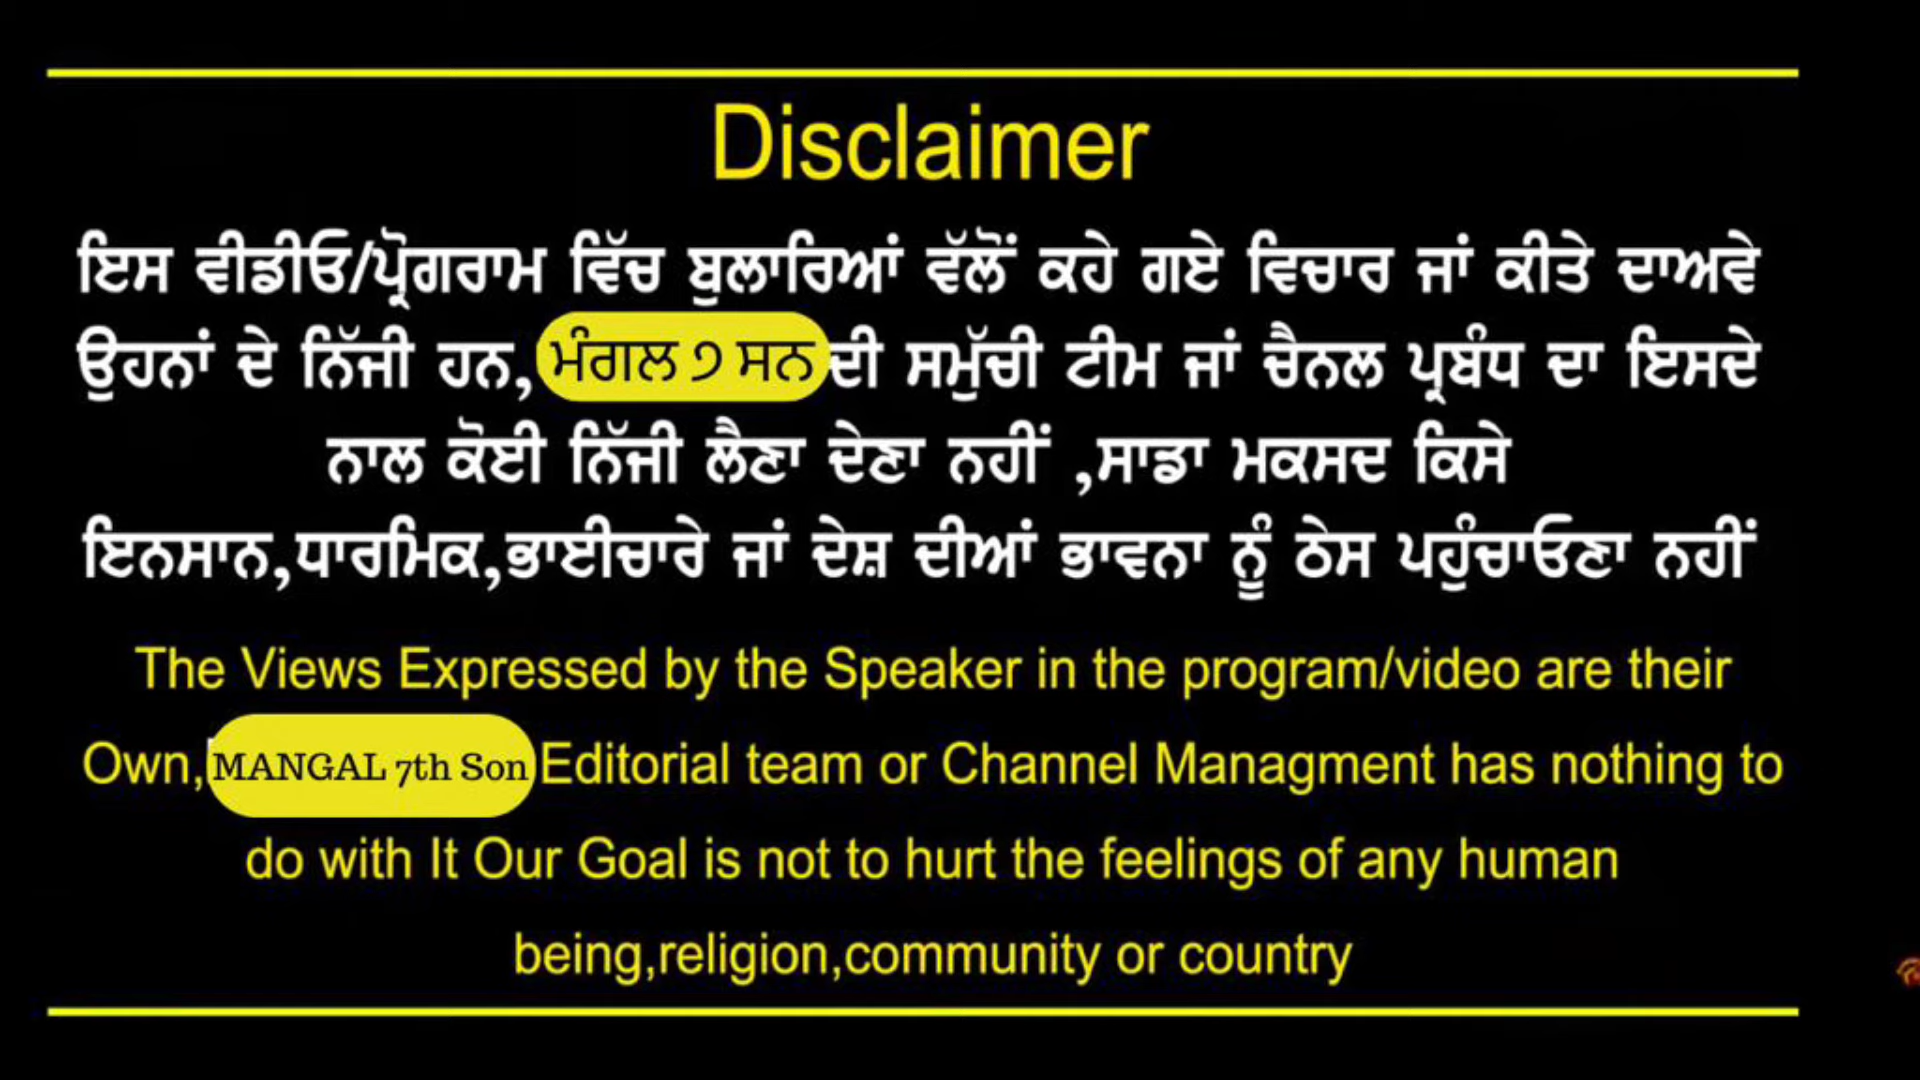 Disclaimer
ਇਸ ਵੀਡੀਓ/ਪ੍ਰੋਗਰਾਮ ਵਿੱਚ ਬੁਲਾਰਿਆਂ ਵੱਲੋਂ ਕਹੇ ਗਏ ਵਿਚਾਰ ਜਾਂ ਕੀਤੇ ਦਾਅਵੇ
ਉਹਨਾਂ ਦੇ ਨਿੱਜੀ ਹਨ, ਮੰਗਲ ੭ ਸਨ ਦੀ ਸਮੁੱਚੀ ਟੀਮ ਜਾਂ ਚੈਨਲ ਪ੍ਰਬੰਧ ਦਾ ਇਸਦੇ
ਨਾਲ ਕੋਈ ਨਿੱਜੀ ਲੈਣਾ ਦੇਣਾ ਨਹੀਂ ,ਸਾਡਾ ਮਕਸਦ ਕਿਸੇ
ਇਨਸਾਨ,ਧਾਰਮਿਕ,ਭਾਈਚਾਰੇ ਜਾਂ ਦੇਸ਼ ਦੀਆਂ ਭਾਵਨਾ ਨੂੰ ਠੇਸ ਪਹੁੰਚਾਓਣਾ ਨਹੀਂ
The Views Expressed by the Speaker in the program/video are their
Own, MANGAL 7th Son Editorial team or Channel Managment has nothing to
do with It Our Goal is not to hurt the feelings of any human
being,religion,community or country